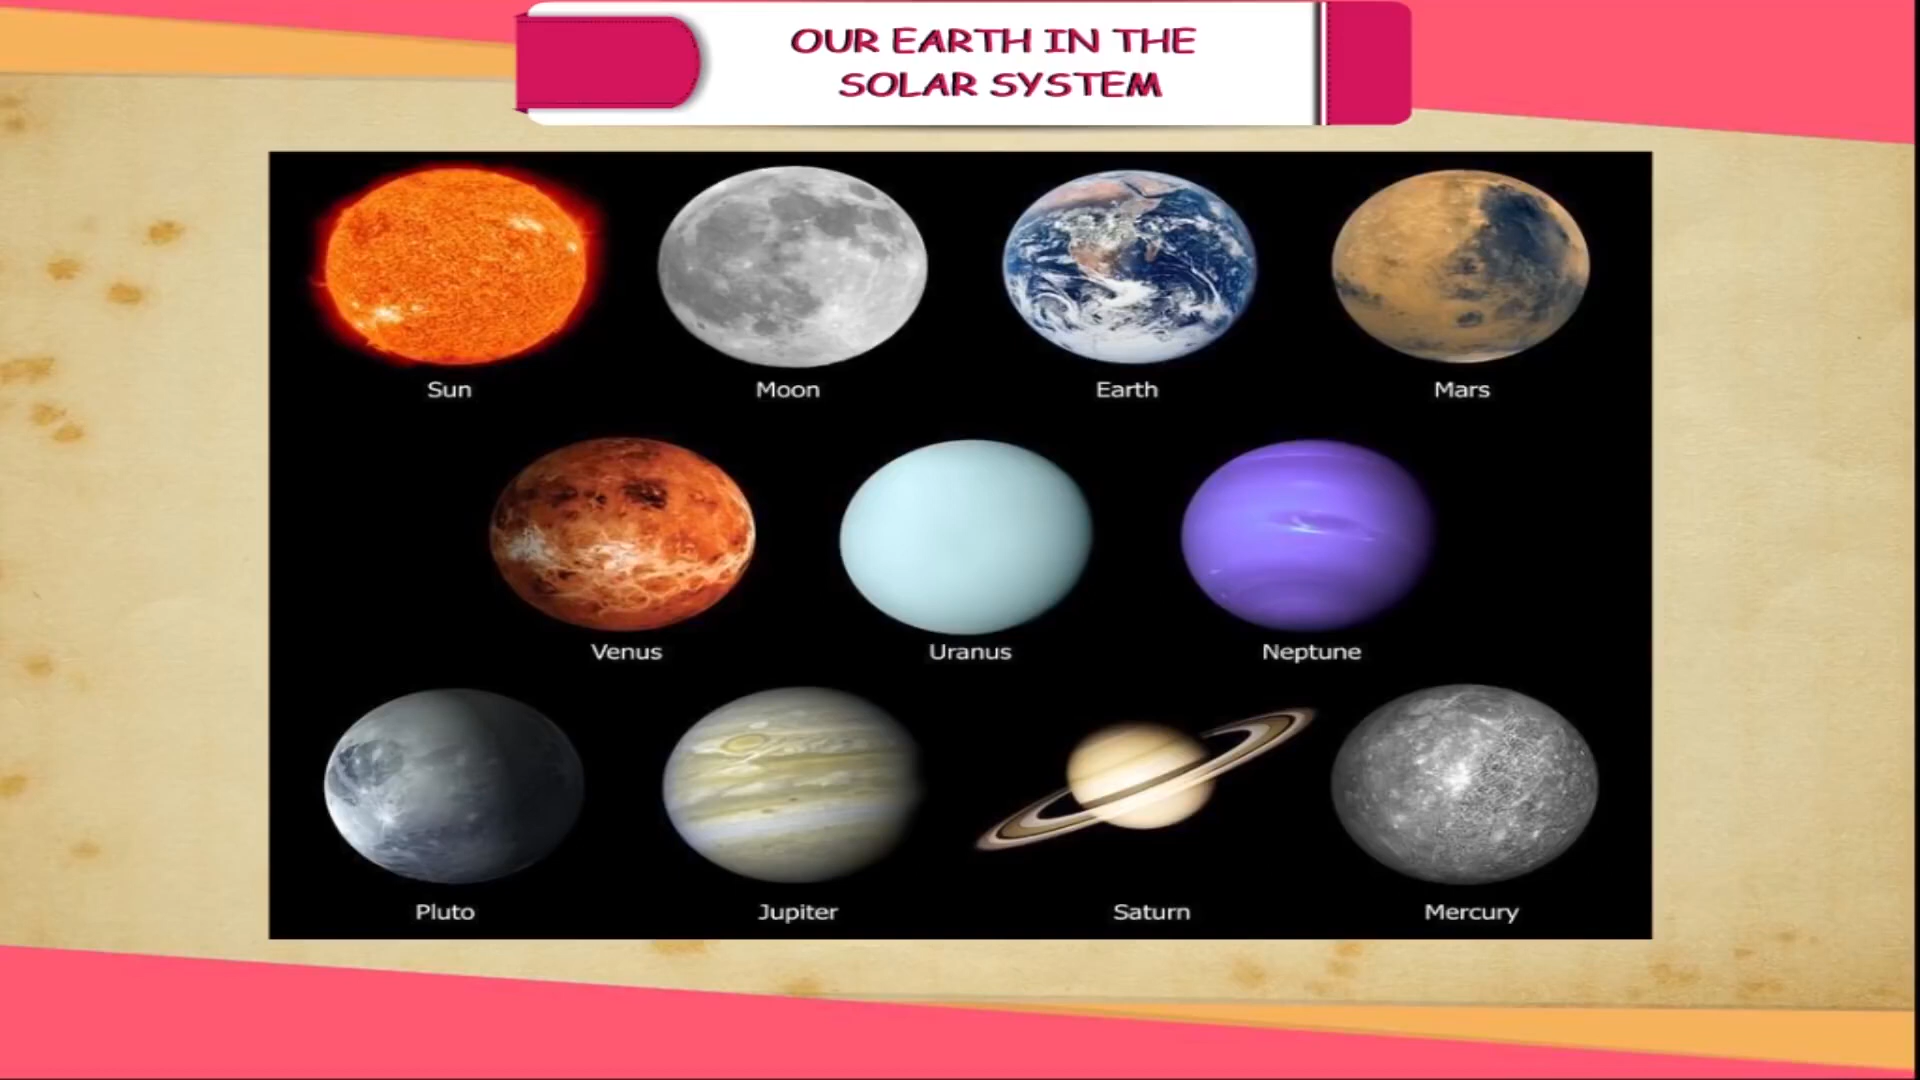 OUR EARTH IN THE
SOLAR SYSTEM
Sun
Moon
Earth
Mars
Venus
Uranus
Neptune
Pluto
Jupiter
Saturn
Mercury